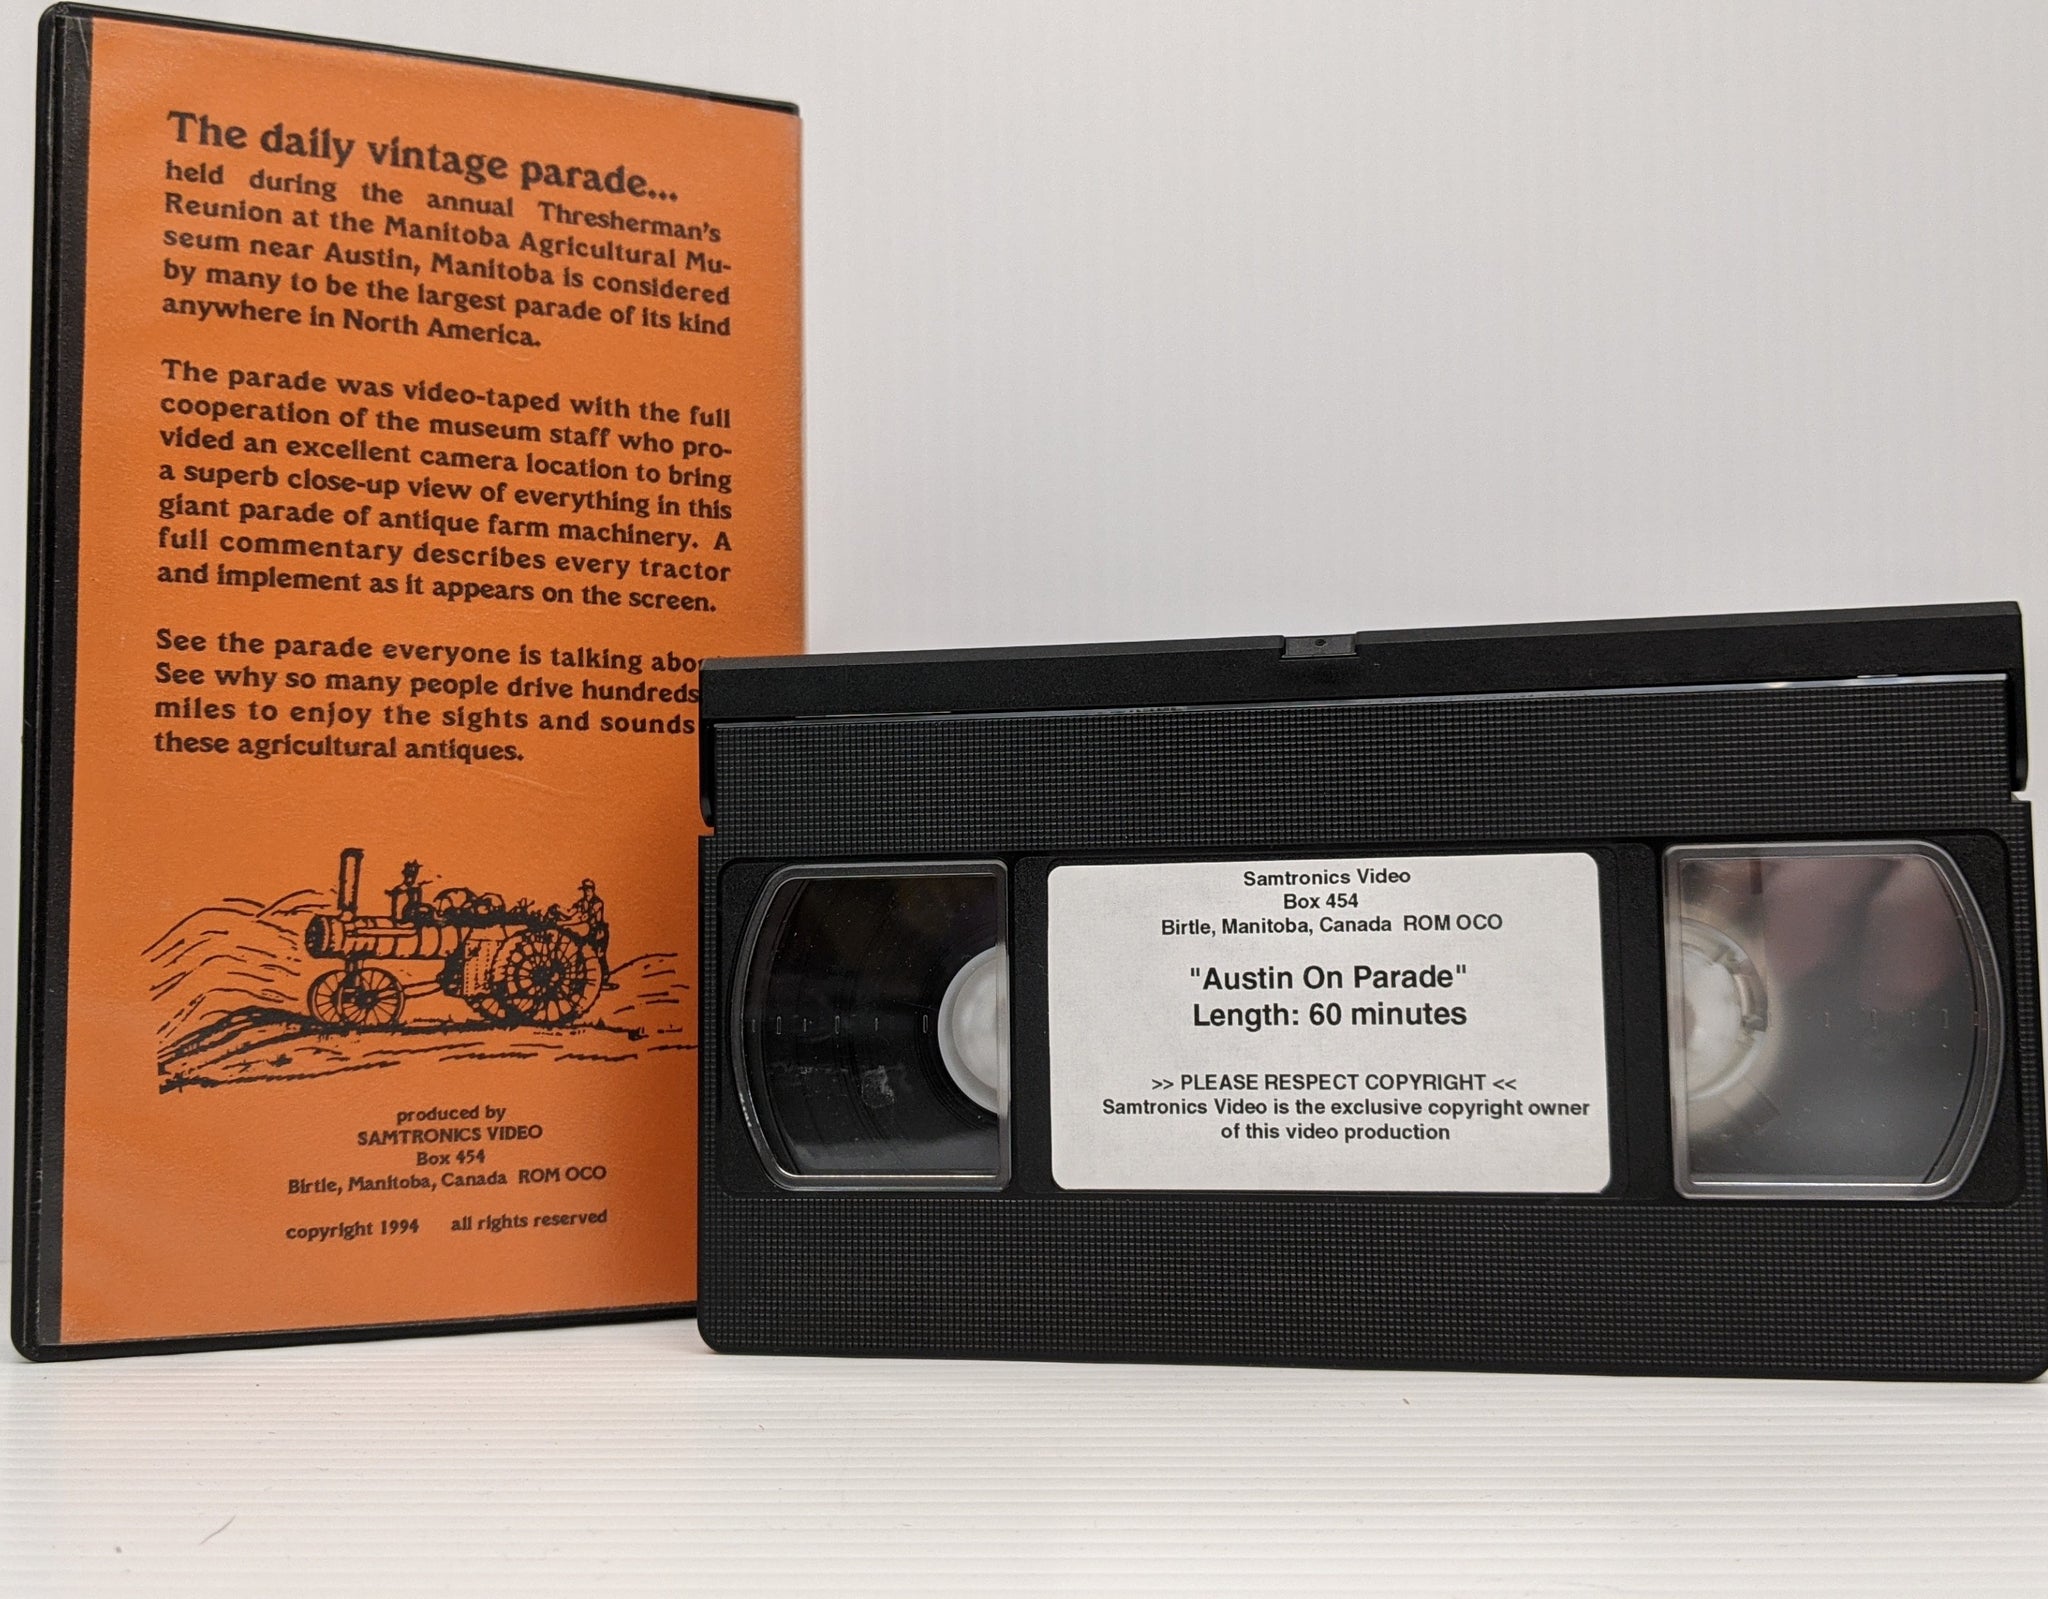 The daily vintage parade...
held during the annual Thresherman's
Reunion at the Manitoba Agricultural Mu-
seum near Austin, Manitoba is considered
by many to be the largest parade of its kind
anywhere in North America.
The parade was video-taped with the full
cooperation of the museum staff who pro-
vided an excellent camera location to bring
a superb close-up view of everything in this
giant parade of antique farm machinery. A
full commentary describes every tractor
and implement as it appears on the screen.
See the parade everyone is talking
See why so many people drive hundreds
miles to enjoy the sights and sounds
these agricultural antiques.
produced by
SAMTRONICS VIDEO
Box 454
Birtle, Manitoba, Canada ROM OCO
copyright 1994 all rights reserved
Samtronics Video
Box 454
Birtle, Manitoba, Canada ROM OCO
"Austin On Parade"
Length: 60 minutes
>> PLEASE RESPECT COPYRIGHT <<
Samtronics Video is the exclusive copyright owner
of this video production